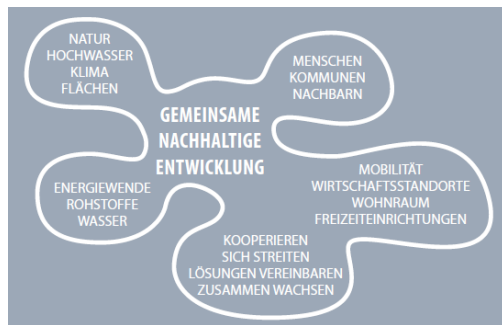 NATUR
HOCHWASSER
KLIMA
FLÄCHEN
MENSCHEN
KOMMUNEN
NACHBARN
GEMEINSAME
NACHHALTIGE
ENTWICKLUNG
ENERGIEWENDE
ROHSTOFFE
WASSER
MOBILITÄT
WIRTSCHAFTSSTANDORTE
WOHNRAUM
FREIZEITEINRICHTUNGEN
KOOPERIEREN
SICH STREITEN
LÖSUNGEN VEREINBAREN
ZUSAMMEN WACHSEN